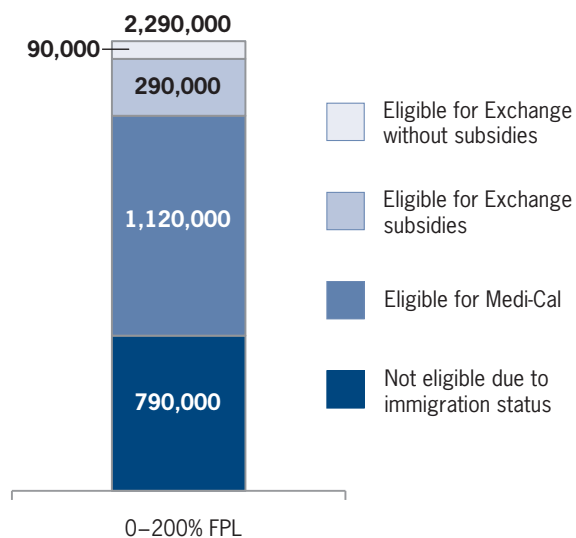 2,290,000
90,000
290,000
1,120,000
790,000
Eligible for Exchange
without subsidies
Eligible for Exchange
subsidies
Eligible for Medi-Cal
Not eligible due to
immigration status
0–200% FPL